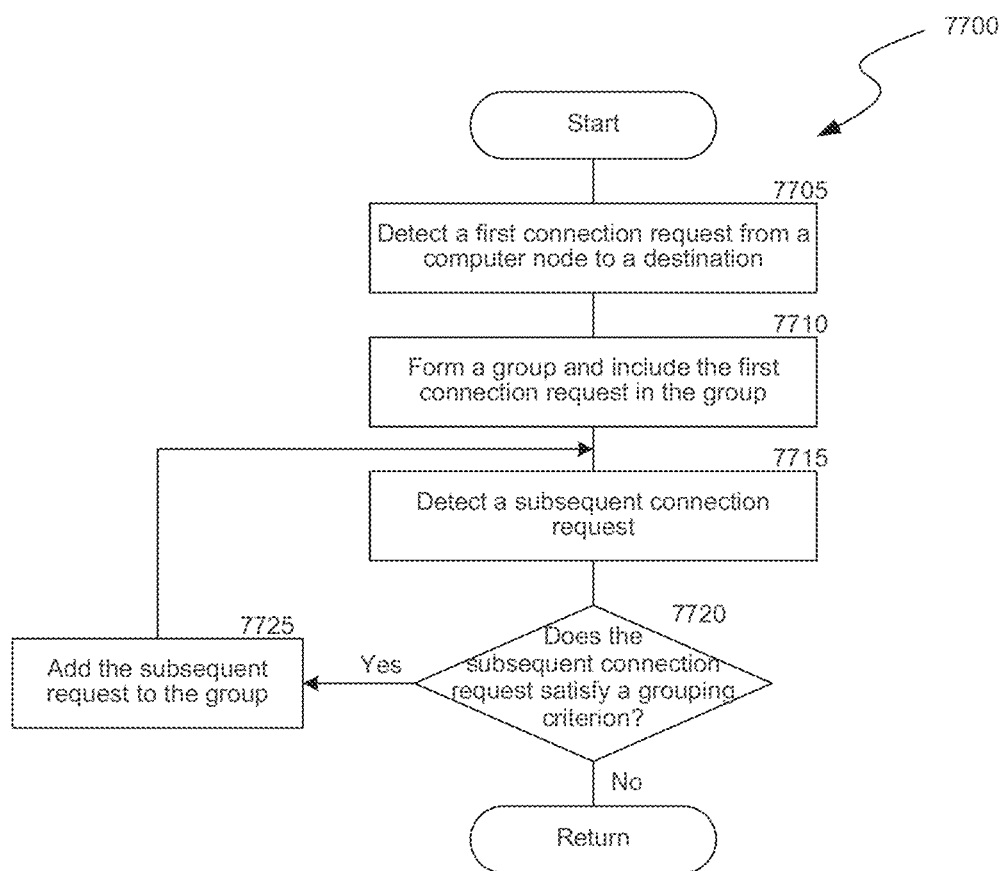 7700
Start
7705
Detect a first connection request from a
computer node to a destination
7710
Form a group and include the first
connection request in the group
7715
Detect a subsequent connection
request
7720
Does the
subsequent connection
request satisfy a grouping
criterion?
Yes
7725
Add the subsequent
request to the group
No
Return